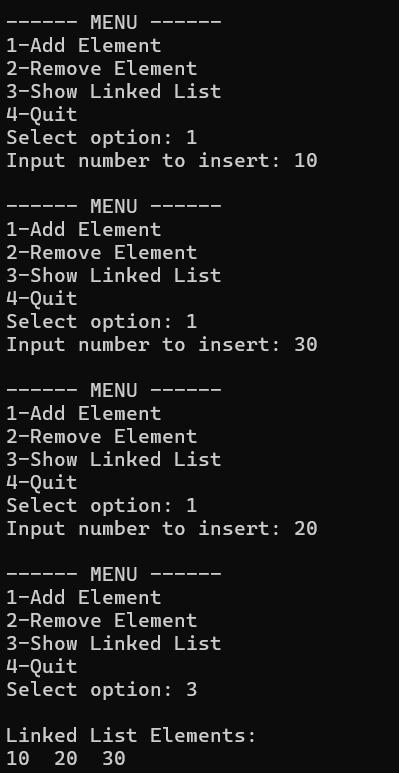 ------ MENU ------
1-Add Element
2-Remove Element
3-Show Linked List
4-Quit
Select option: 1
Input number to insert: 10

------ MENU ------
1-Add Element
2-Remove Element
3-Show Linked List
4-Quit
Select option: 1
Input number to insert: 30

------ MENU ------
1-Add Element
2-Remove Element
3-Show Linked List
4-Quit
Select option: 1
Input number to insert: 20

------ MENU ------
1-Add Element
2-Remove Element
3-Show Linked List
4-Quit
Select option: 3

Linked List Elements:
10  20  30